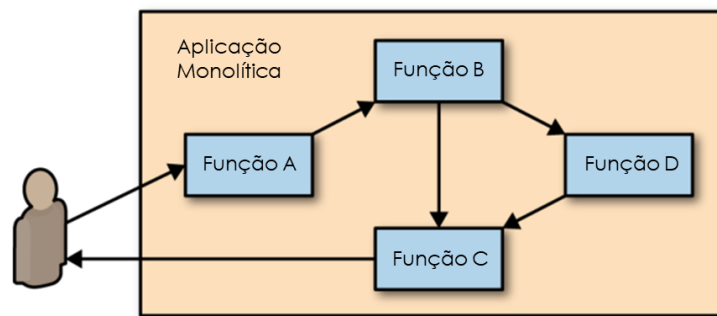 Aplicação
Monolítica
Função B
Função A
Função D
Função C